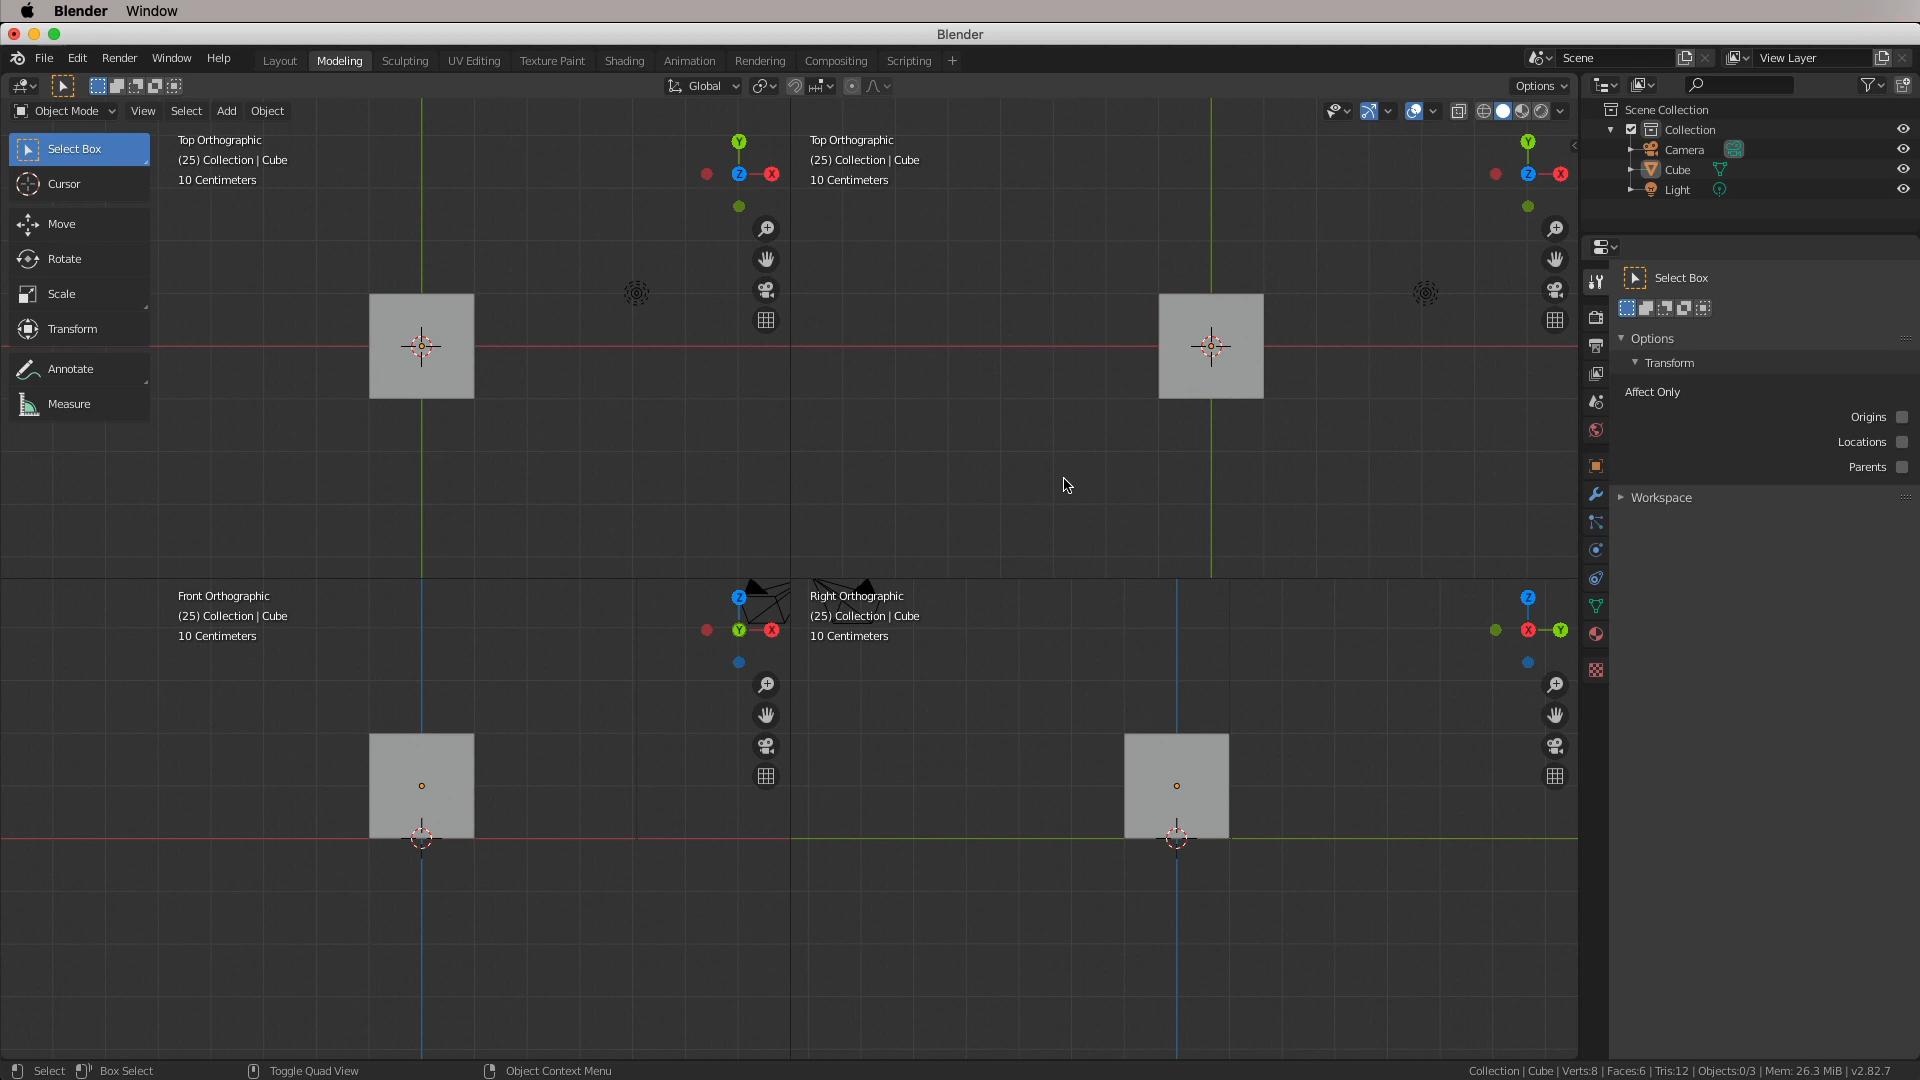 Blender Window
Blender
File Edit Render Window Help Layout Modeling Sculpting UV Editing Texture Paint Shading Animation Rendering Compositing Scripting + Scene View Layer
Global Options
Object Mode View Select Add Object
Select Box
Cursor
Move
Rotate
Scale
Transform
Annotate
Measure
Top Orthographic
(25) Collection | Cube
10 Centimeters
Y
Z
X
Top Orthographic
(25) Collection | Cube
10 Centimeters
Y
Z
X
Front Orthographic
(25) Collection | Cube
10 Centimeters
Z
Y
X
Right Orthographic
(25) Collection | Cube
10 Centimeters
Z
X
Y
Scene Collection
Collection
Camera
Cube
Light
Select Box
Options
Transform
Affect Only
Origins
Locations
Parents
Workspace
Select Box Select Toggle Quad View Object Context Menu Collection | Cube | Verts:8 | Faces:6 | Tris:12 | Objects:0/3 | Mem: 26.3 MiB | v2.82.7